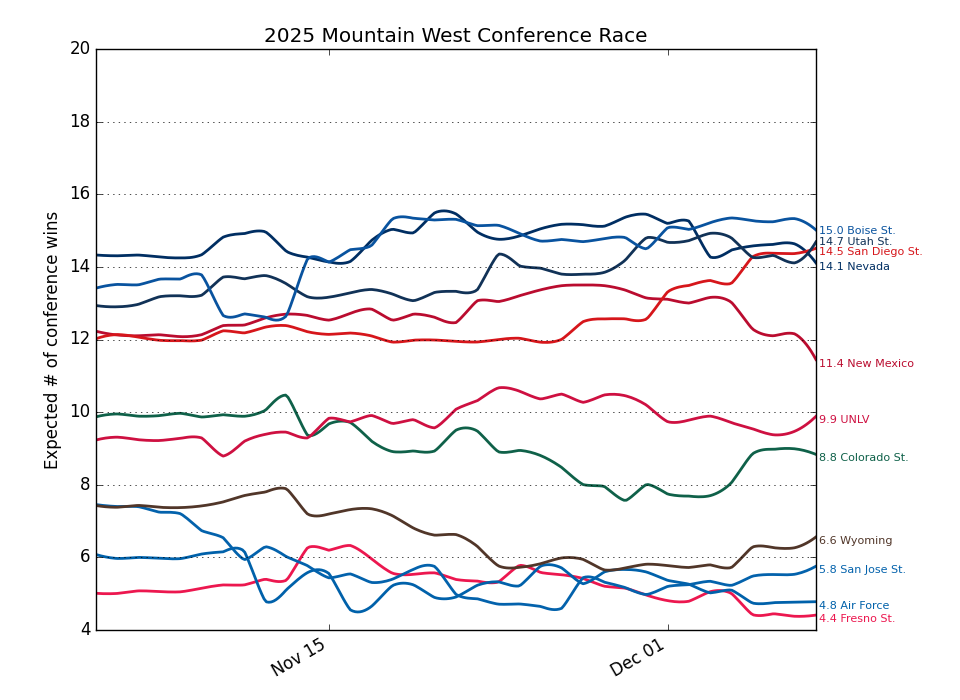 2025 Mountain West Conference Race
Expected # of conference wins
20
18
16
14
12
10
8
6
4
15.0 Boise St.
14.7 Utah St.
14.5 San Diego St.
14.1 Nevada
11.4 New Mexico
9.9 UNLV
8.8 Colorado St.
6.6 Wyoming
5.8 San Jose St.
4.8 Air Force
4.4 Fresno St.
Nov 15
Dec 01